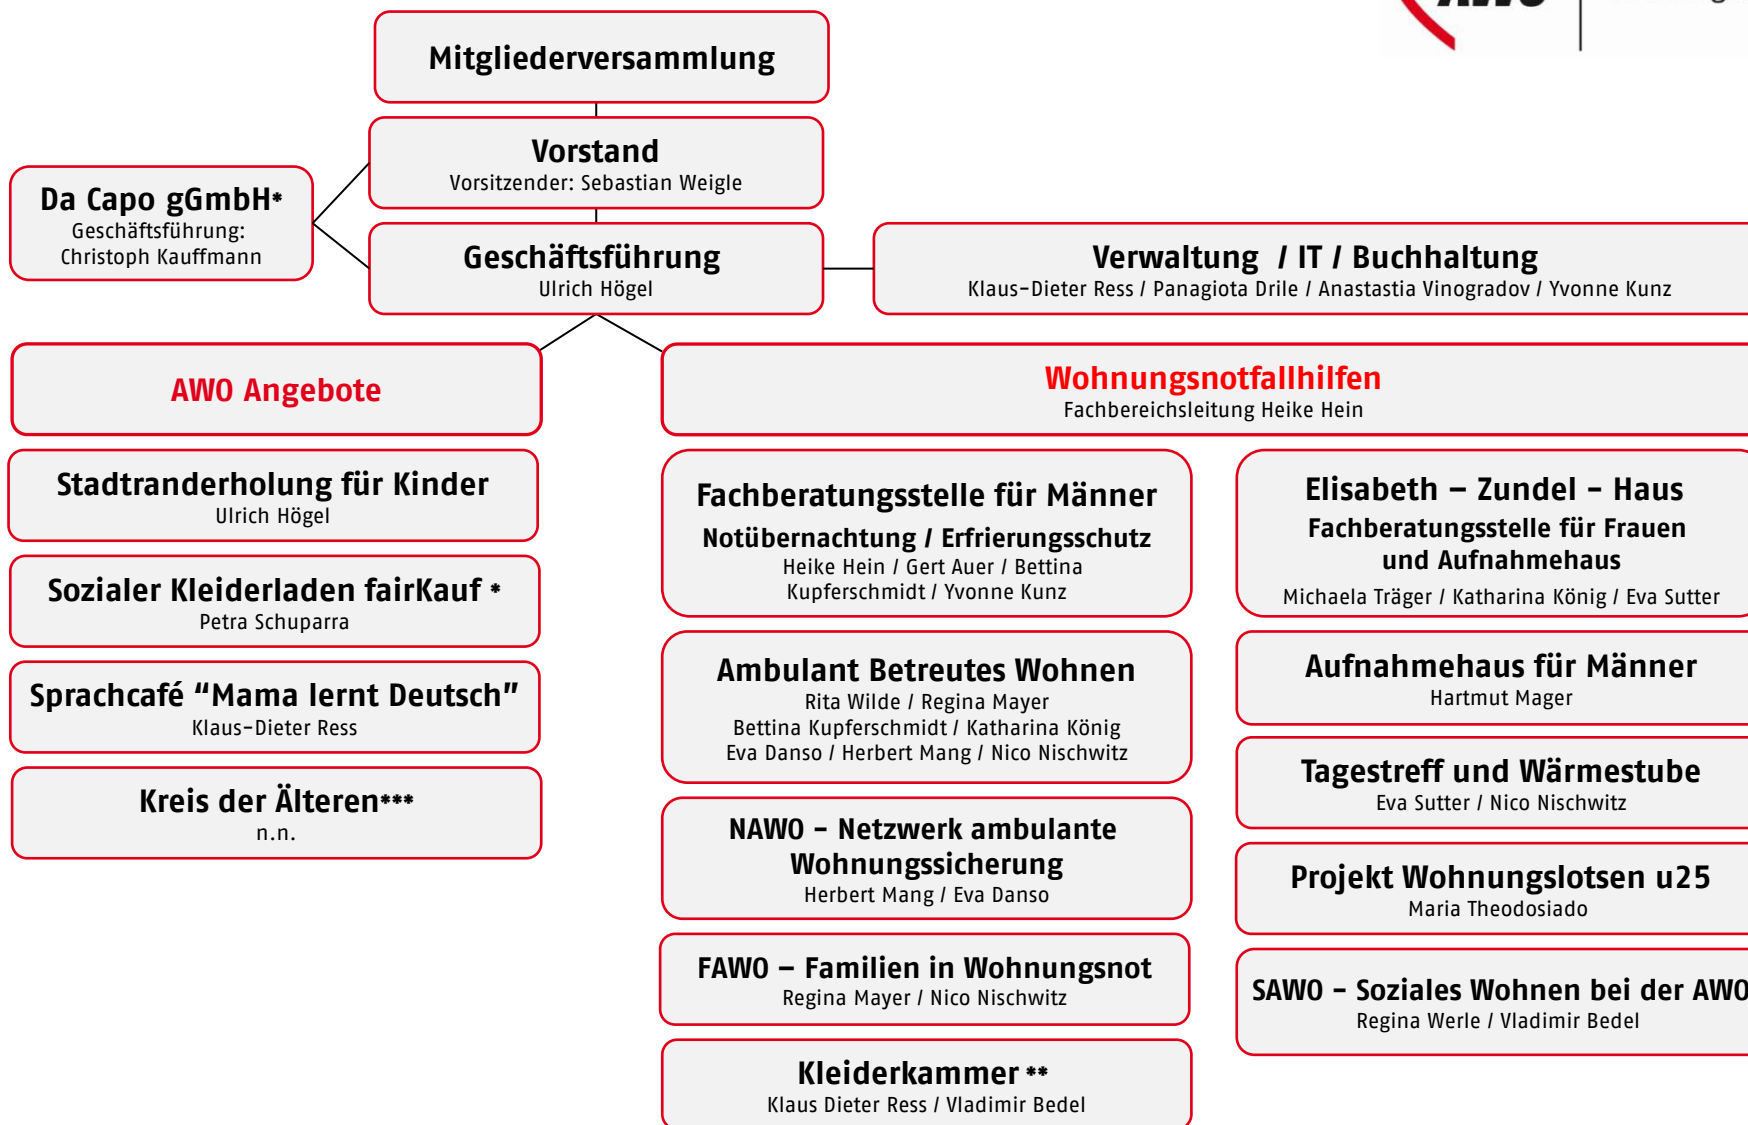 AWO
Mitgliederversammlung
Vorstand
Vorsitzender: Sebastian Weigle
Da Capo gGmbH*
Geschäftsführung:
Christoph Kauffmann
Geschäftsführung
Ulrich Högel
Verwaltung / IT / Buchhaltung
Klaus-Dieter Ress / Panagiota Drile / Anastastia Vinogradov / Yvonne Kunz
AWO Angebote
Wohnungsnotfallhilfen
Fachbereichsleitung Heike Hein
Stadtranderholung für Kinder
Ulrich Högel
Sozialer Kleiderladen fairKauf *
Petra Schuparra
Sprachcafé “Mama lernt Deutsch”
Klaus-Dieter Ress
Kreis der Älteren***
n.n.
Fachberatungsstelle für Männer
Notübernachtung / Erfrierungsschutz
Heike Hein / Gert Auer / Bettina
Kupferschmidt / Yvonne Kunz
Ambulant Betreutes Wohnen
Rita Wilde / Regina Mayer
Bettina Kupferschmidt / Katharina König
Eva Danso / Herbert Mang / Nico Nischwitz
NAWO - Netzwerk ambulante
Wohnungssicherung
Herbert Mang / Eva Danso
FAWO – Familien in Wohnungsnot
Regina Mayer / Nico Nischwitz
Kleiderkammer **
Klaus Dieter Ress / Vladimir Bedel
Elisabeth – Zundel - Haus
Fachberatungsstelle für Frauen
und Aufnahmehaus
Michaela Träger / Katharina König / Eva Sutter
Aufnahmehaus für Männer
Hartmut Mager
Tagestreff und Wärmestube
Eva Sutter / Nico Nischwitz
Projekt Wohnungslotsen u25
Maria Theodosiado
SAWO - Soziales Wohnen bei der AWO
Regina Werle / Vladimir Bedel